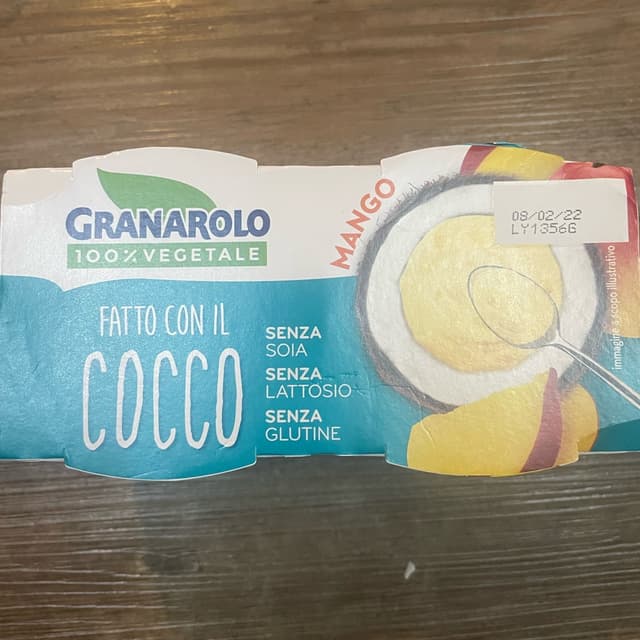 GRANAROLO
100% VEGETALE
FATTO CON IL
COCCO
SENZA
SOIA
SENZA
LATTOSIO
SENZA
GLUTINE
MANGO
08/02/22
LY1356G
immagine a scopo illustrativo